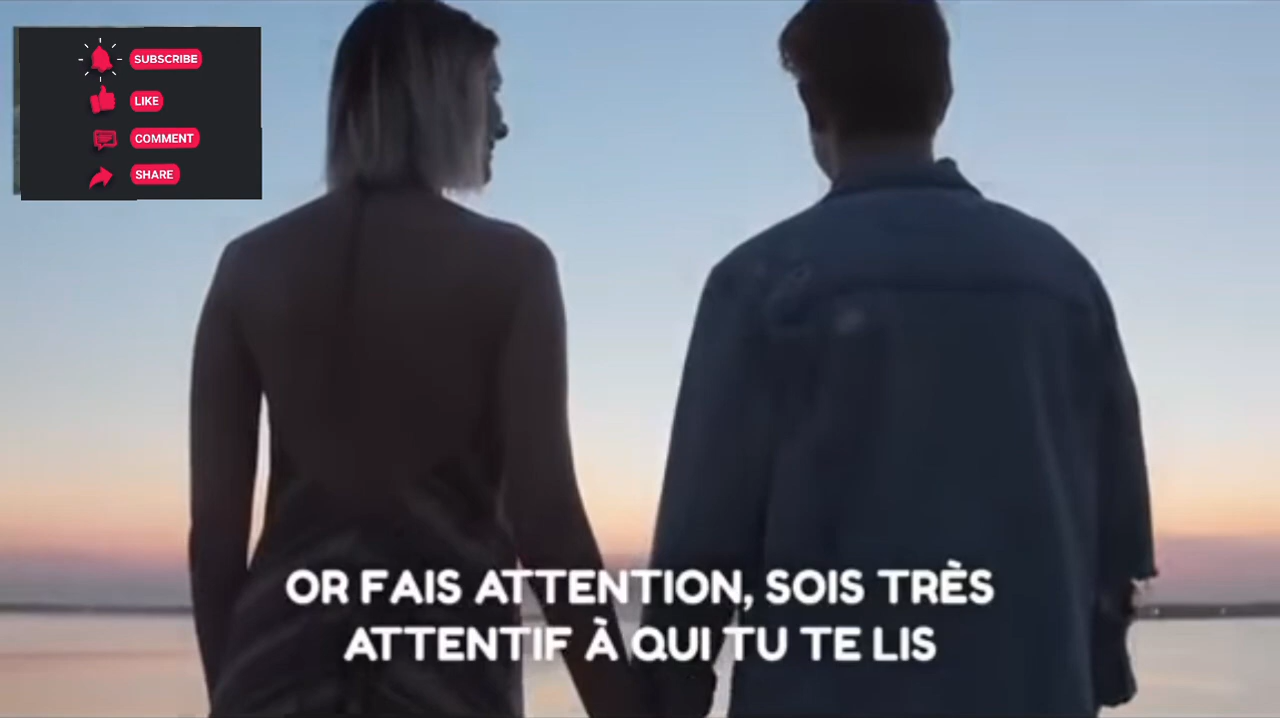 SUBSCRIBE
LIKE
COMMENT
SHARE
OR FAIS ATTENTION, SOIS TRÈS
ATTENTIF À QUI TU TE LIS